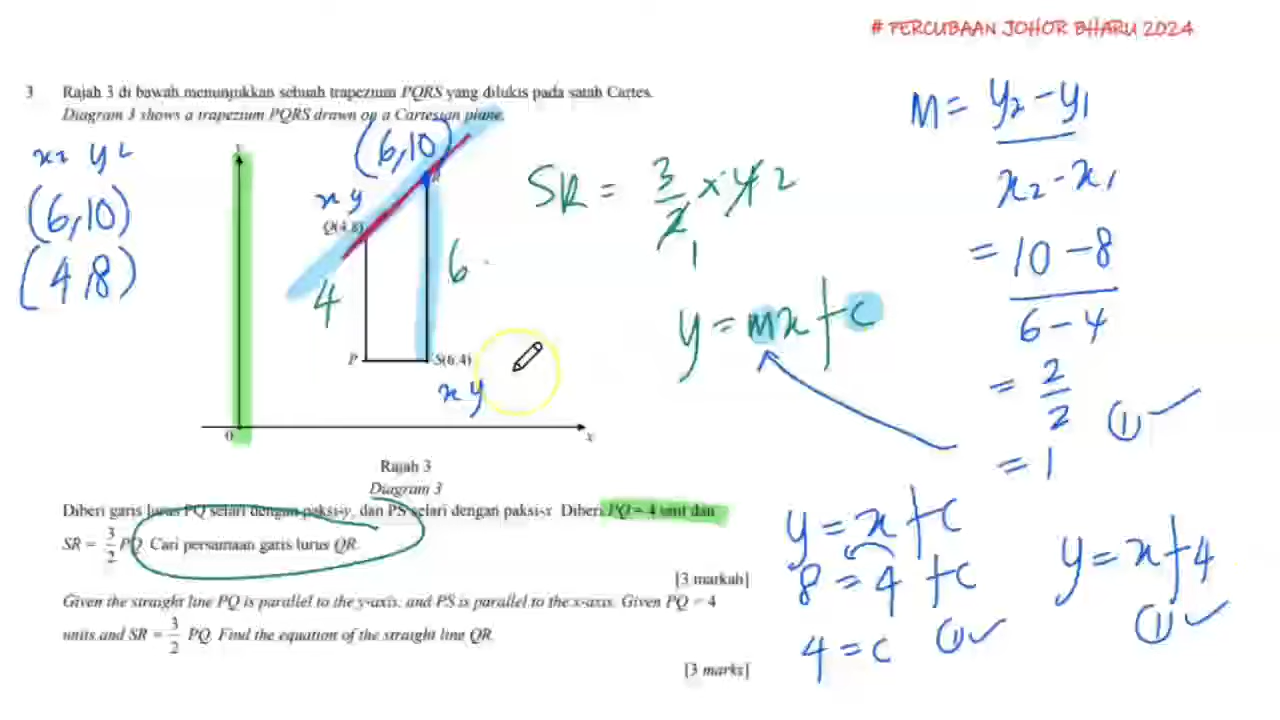 # PERCUBAAN JOHOR BHARU 2024
3 Rajah 3 di bawah menunjukkan sebuah trapezium PQRS yang dilukis pada satah Cartes.
Diagram 3 shows a trapezium PQRS drawn on a Cartesian plane.
x2 y2
(6,10)
(4,8)
y
(6,10)
R
x y
Q(4,8)
4
6
P
S(6,4)
x y
0
x
SR = 3/2 × 4 2
1
y = mx + c
M = y2 - y1
x2 - x1
= 10 - 8
6 - 4
= 2
2
①✓
= 1
Rajah 3
Diagram 3
Diberi garis lurus PQ selari dengan paksi-y, dan PS selari dengan paksi-x. Diberi PQ = 4 unit dan
SR = 3/2 PQ. Cari persamaan garis lurus QR.
[3 markah]
Given the straight line PQ is parallel to the y-axis, and PS is parallel to the x-axis. Given PQ = 4
units and SR = 3/2 PQ. Find the equation of the straight line QR.
[3 marks]
y = x + c
8 = 4 + c
4 = c ①✓
y = x + 4
①✓